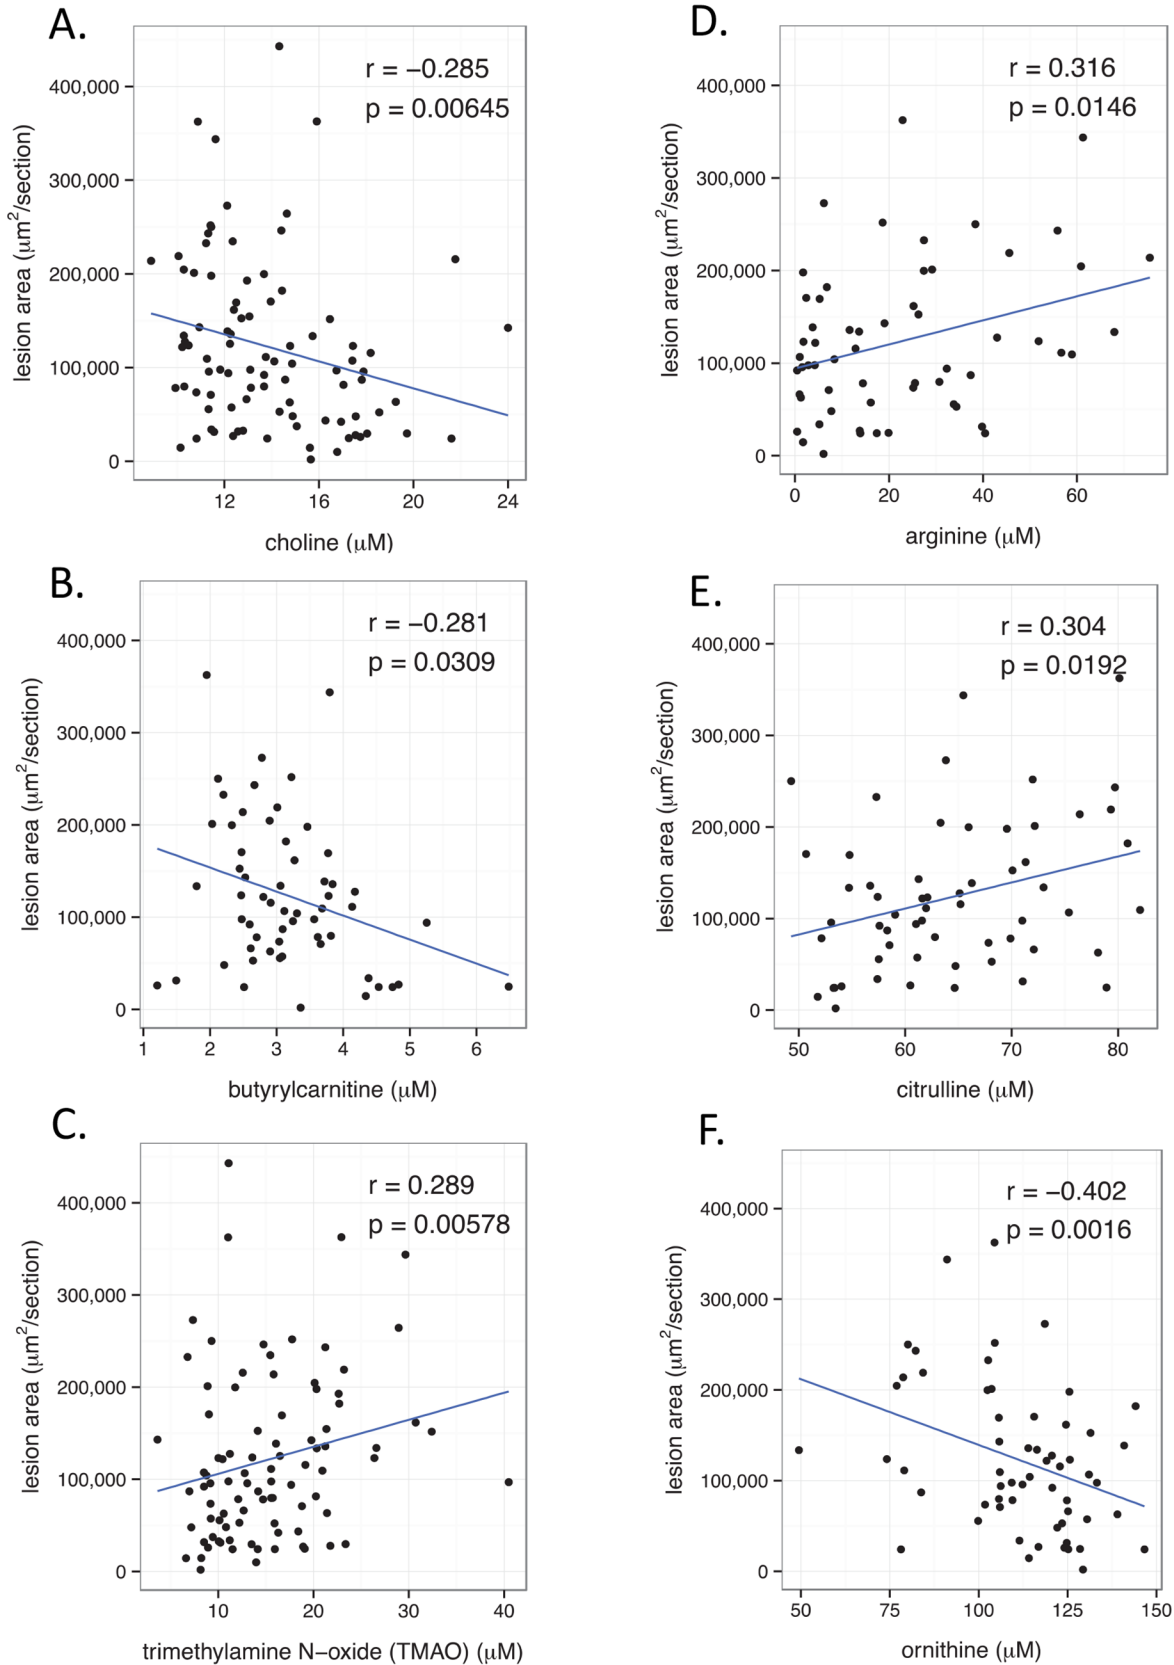 A.
r = −0.285
p = 0.00645
lesion area (μm²/section)
400,000
300,000
200,000
100,000
0
12 16 20 24
choline (μM)
B.
r = −0.281
p = 0.0309
lesion area (μm²/section)
400,000
300,000
200,000
100,000
0
1 2 3 4 5 6
butyrylcarnitine (μM)
C.
r = 0.289
p = 0.00578
lesion area (μm²/section)
400,000
300,000
200,000
100,000
0
10 20 30 40
trimethylamine N−oxide (TMAO) (μM)
D.
r = 0.316
p = 0.0146
lesion area (μm²/section)
400,000
300,000
200,000
100,000
0
0 20 40 60
arginine (μM)
E.
r = 0.304
p = 0.0192
lesion area (μm²/section)
400,000
300,000
200,000
100,000
0
50 60 70 80
citrulline (μM)
F.
r = −0.402
p = 0.0016
lesion area (μm²/section)
400,000
300,000
200,000
100,000
0
50 75 100 125 150
ornithine (μM)